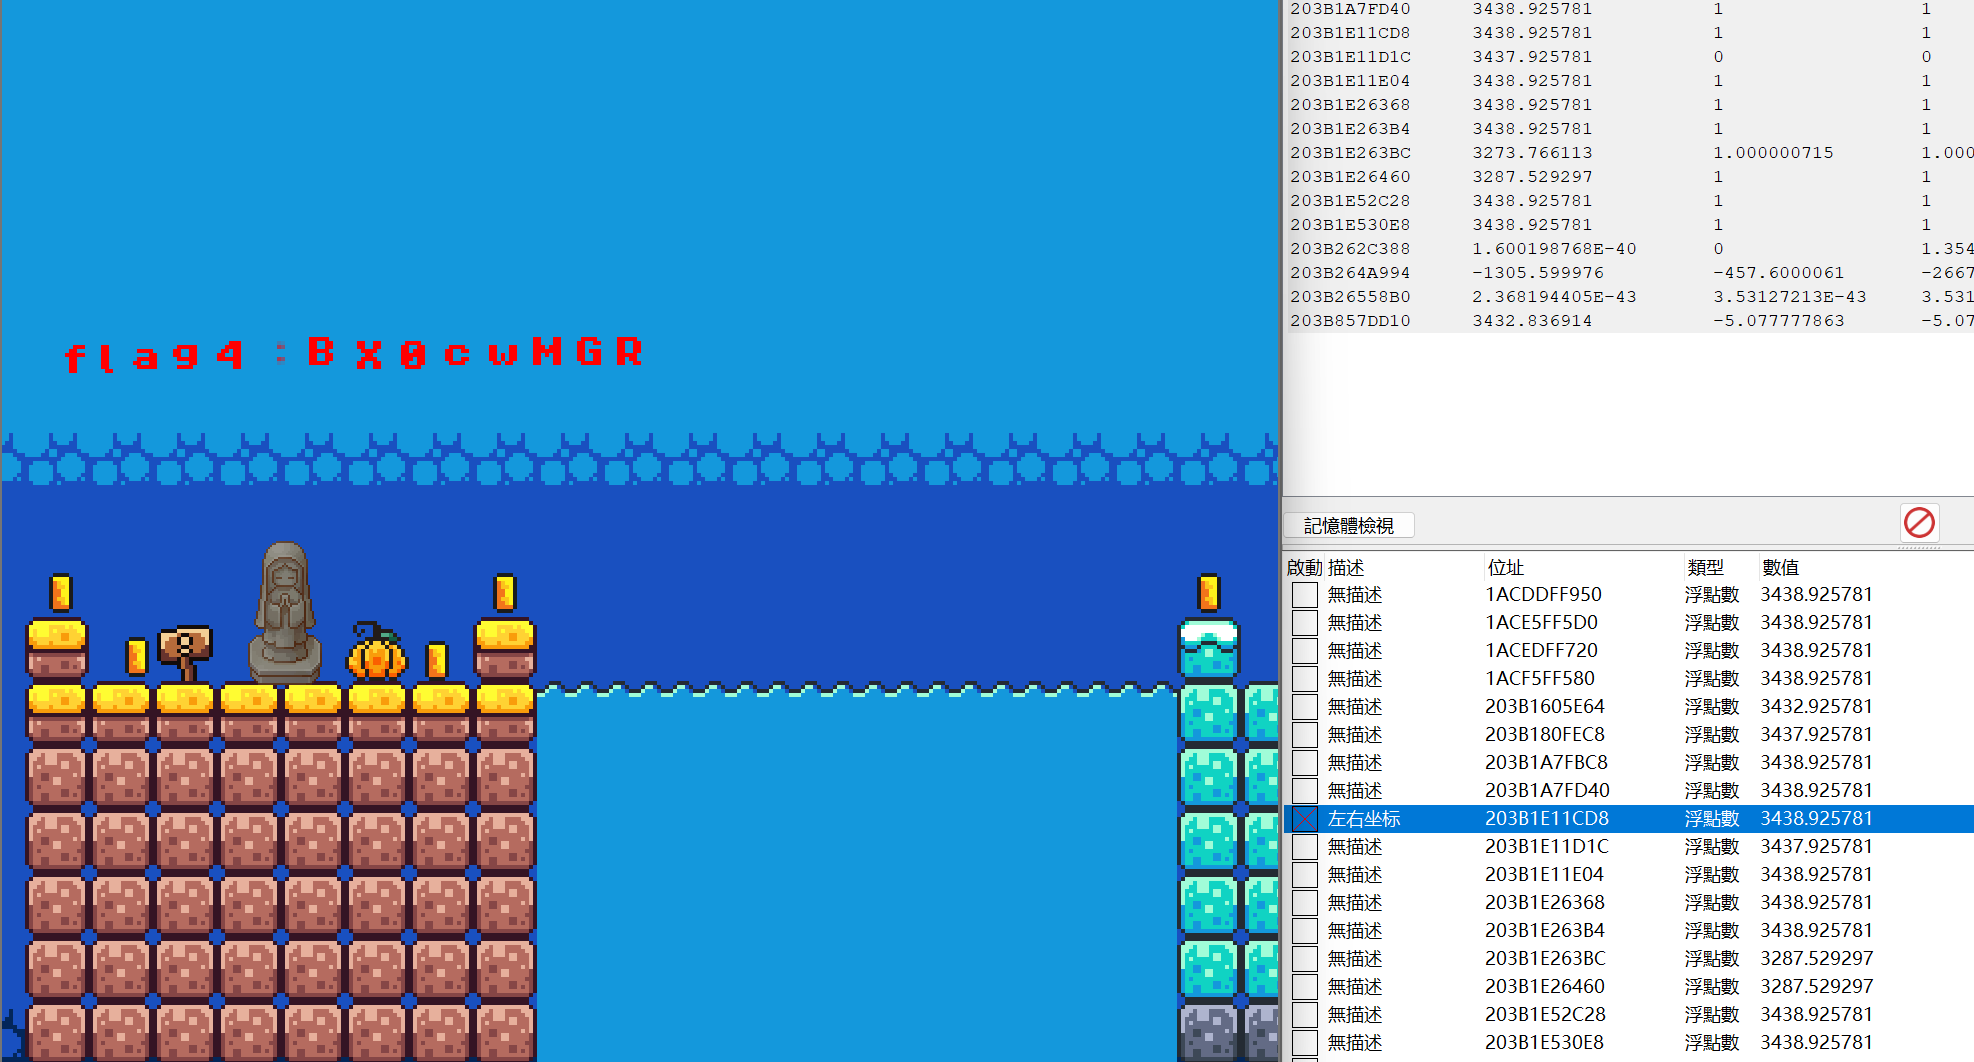 flag4:BX0cwMGR
203B1A7FD40 3438.925781 1 1
203B1E11CD8 3438.925781 1 1
203B1E11D1C 3437.925781 0 0
203B1E11E04 3438.925781 1 1
203B1E26368 3438.925781 1 1
203B1E263B4 3438.925781 1 1
203B1E263BC 3273.766113 1.000000715 1.000
203B1E26460 3287.529297 1 1
203B1E52C28 3438.925781 1 1
203B1E530E8 3438.925781 1 1
203B262C388 1.600198768E-40 0 1.354
203B264A994 -1305.599976 -457.6000061 -2667
203B26558B0 2.368194405E-43 3.53127213E-43 3.531
203B857DD10 3432.836914 -5.077777863 -5.07
記憶體檢視
啟動 描述 位址 類型 數值
無描述 1ACDDFF950 浮點數 3438.925781
無描述 1ACE5FF5D0 浮點數 3438.925781
無描述 1ACEDFF720 浮點數 3438.925781
無描述 1ACF5FF580 浮點數 3438.925781
無描述 203B1605E64 浮點數 3432.925781
無描述 203B180FEC8 浮點數 3437.925781
無描述 203B1A7FBC8 浮點數 3438.925781
無描述 203B1A7FD40 浮點數 3438.925781
左右坐标 203B1E11CD8 浮點數 3438.925781
無描述 203B1E11D1C 浮點數 3437.925781
無描述 203B1E11E04 浮點數 3438.925781
無描述 203B1E26368 浮點數 3438.925781
無描述 203B1E263B4 浮點數 3438.925781
無描述 203B1E263BC 浮點數 3287.529297
無描述 203B1E26460 浮點數 3287.529297
無描述 203B1E52C28 浮點數 3438.925781
無描述 203B1E530E8 浮點數 3438.925781